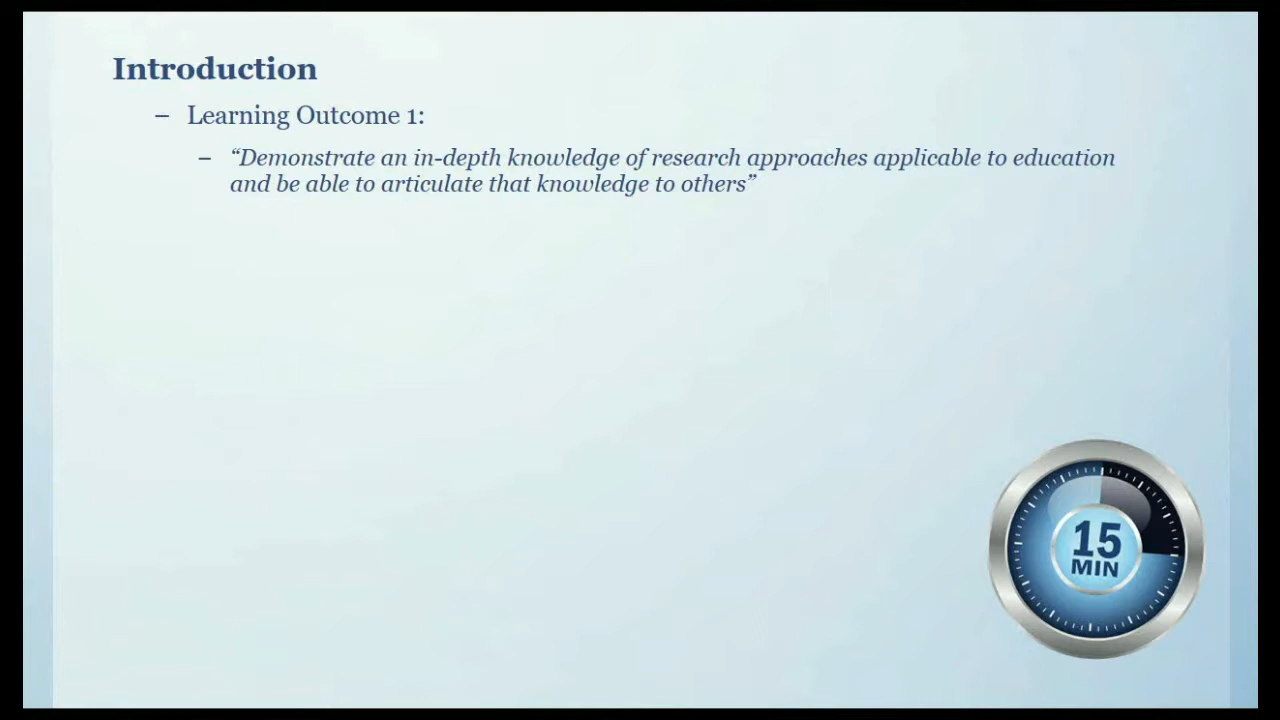 Introduction
– Learning Outcome 1:
– “Demonstrate an in-depth knowledge of research approaches applicable to education
and be able to articulate that knowledge to others”
15
MIN